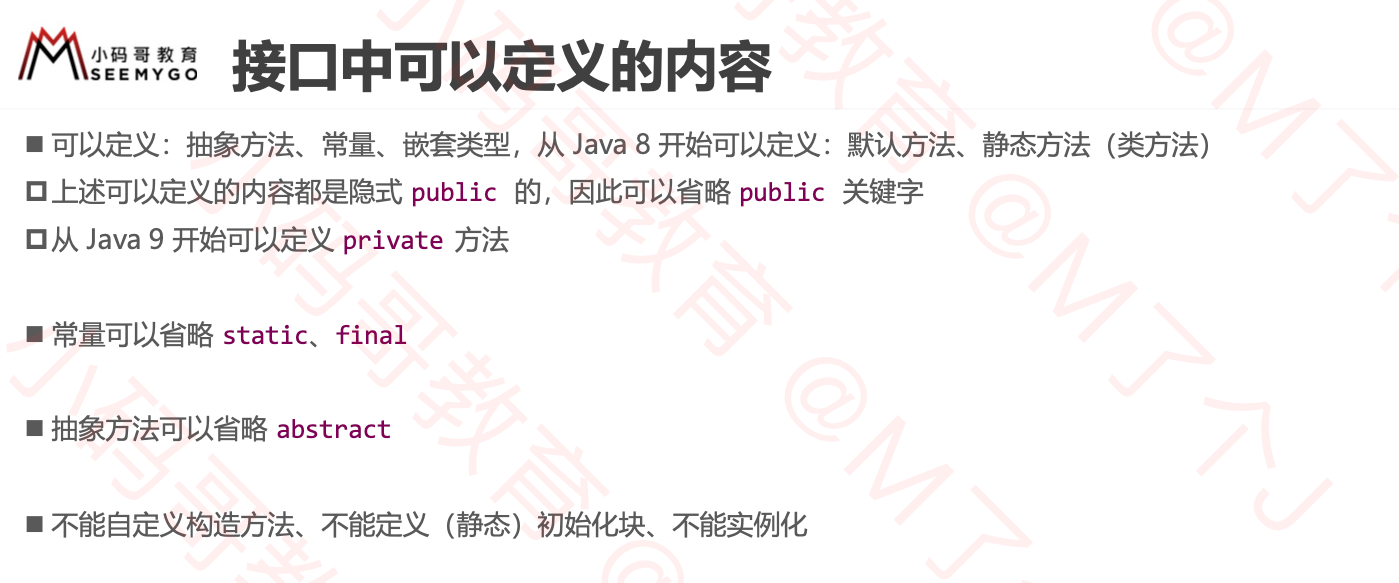 小码哥教育
SEEMYGO
接口中可以定义的内容
可以定义：抽象方法、常量、嵌套类型，从 Java 8 开始可以定义：默认方法、静态方法（类方法）
上述可以定义的内容都是隐式 public 的，因此可以省略 public 关键字
从 Java 9 开始可以定义 private 方法
常量可以省略 static、final
抽象方法可以省略 abstract
不能自定义构造方法、不能定义（静态）初始化块、不能实例化
小码哥教育 @M了个J